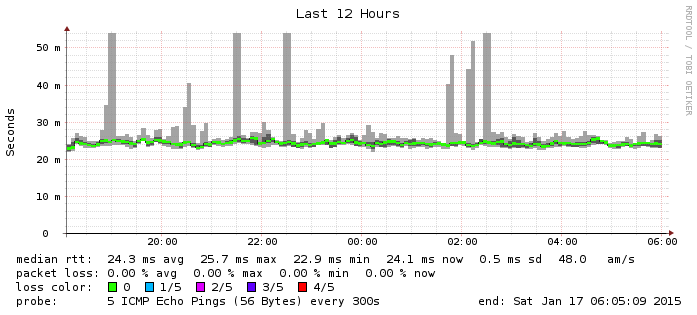 Last 12 Hours
RRDTOOL / TOBI OETIKER
Seconds
50 m
40 m
30 m
20 m
10 m
0
20:00 22:00 00:00 02:00 04:00 06:00
median rtt: 24.3 ms avg 25.7 ms max 22.9 ms min 24.1 ms now 0.5 ms sd 48.0 am/s
packet loss: 0.00 % avg 0.00 % max 0.00 % min 0.00 % now
loss color: 0 1/5 2/5 3/5 4/5
probe: 5 ICMP Echo Pings (56 Bytes) every 300s end: Sat Jan 17 06:05:09 2015